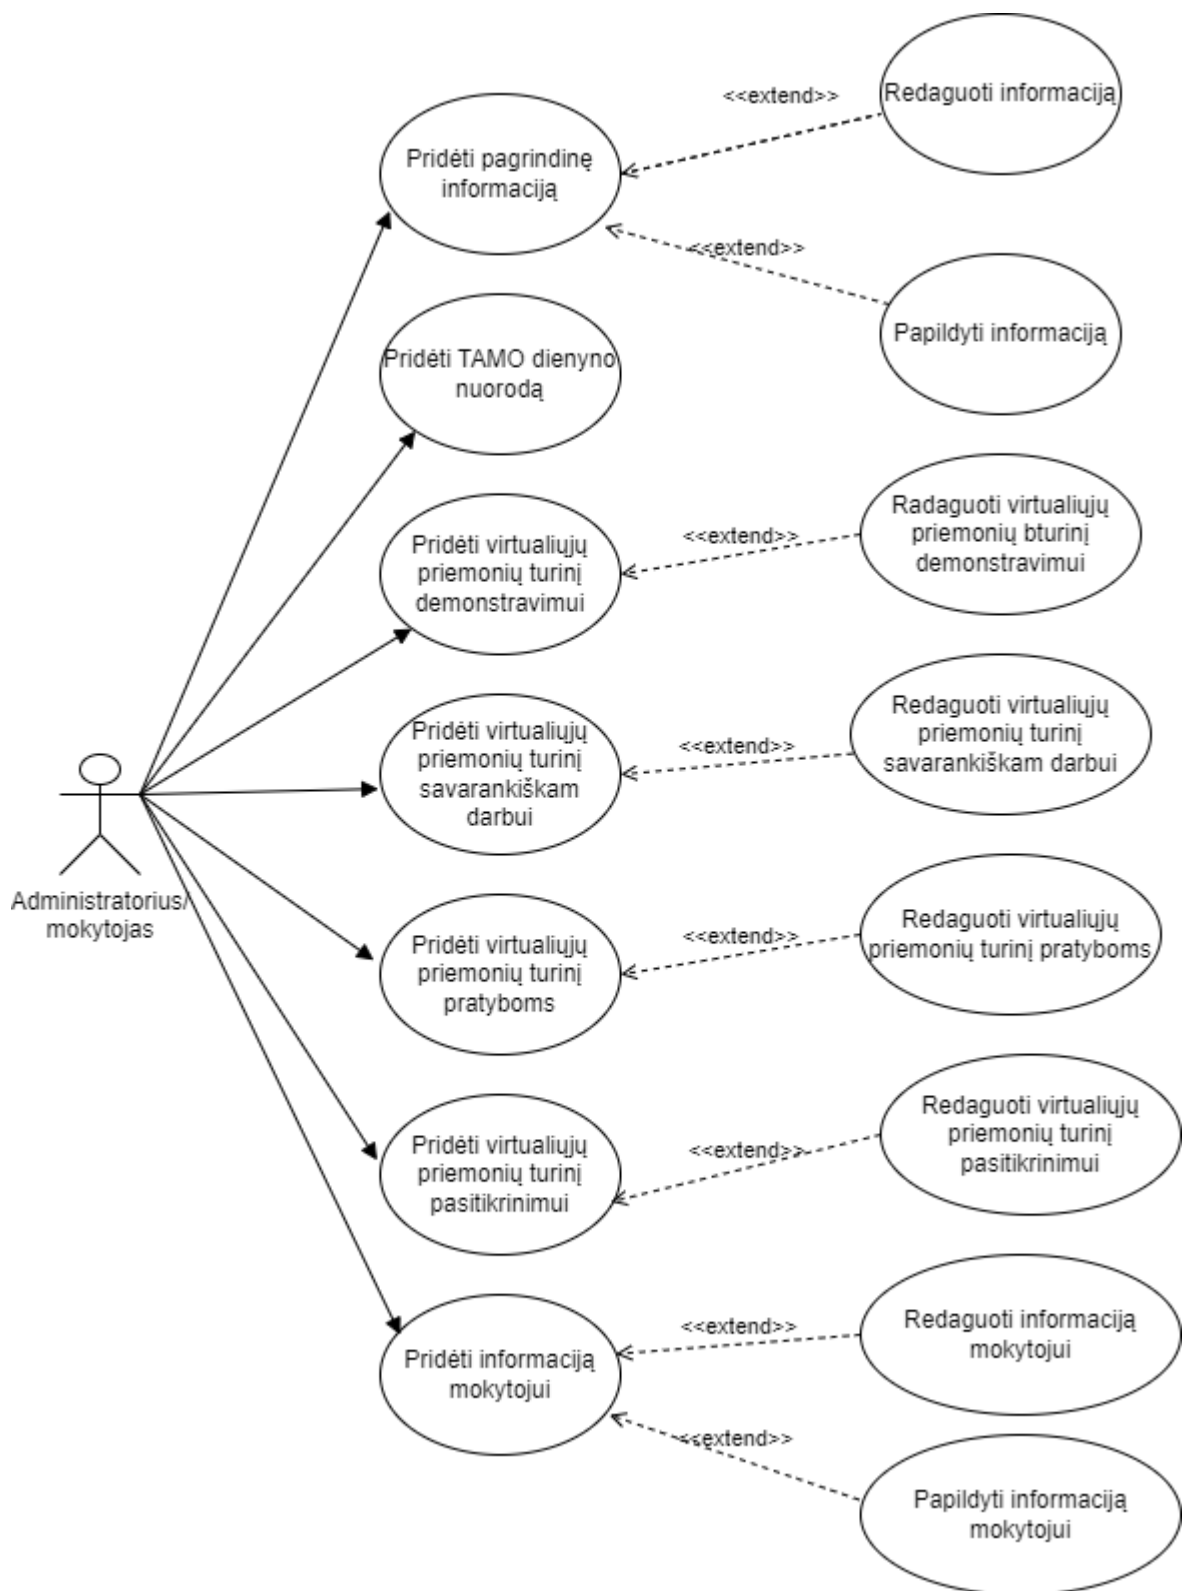 <<extend>>
Redaguoti informaciją
Pridėti pagrindinę
informaciją
<<extend>>
Papildyti informaciją
Pridėti TAMO dienyno
nuorodą
Pridėti virtualiųjų
priemonių turinį
demonstravimui
<<extend>>
Radaguoti virtualiųjų
priemonių bturinį
demonstravimui
Pridėti virtualiųjų
priemonių turinį
savarankiškam
darbui
<<extend>>
Redaguoti virtualiųjų
priemonių turinį
savarankiškam darbui
Administratorius/
mokytojas
Pridėti virtualiųjų
priemonių turinį
pratyboms
<<extend>>
Redaguoti virtualiųjų
priemonių turinį pratyboms
Pridėti virtualiųjų
priemonių turinį
pasitikrinimui
<<extend>>
Redaguoti virtualiųjų
priemonių turinį
pasitikrinimui
Pridėti informaciją
mokytojui
<<extend>>
Redaguoti informaciją
mokytojui
<<extend>>
Papildyti informaciją
mokytojui